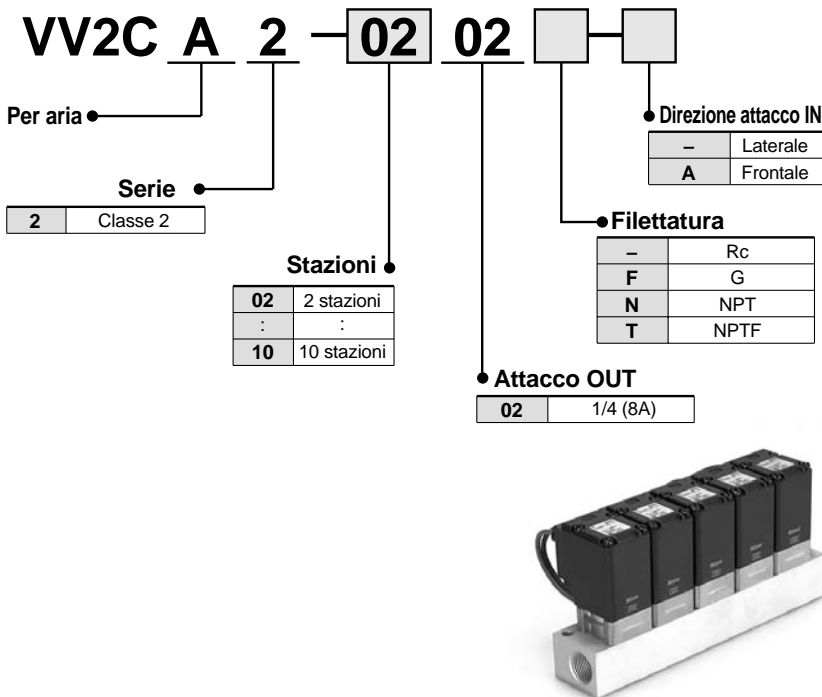 VV2C A 2 – 02 02 –
Per aria
Direzione attacco IN
– Laterale
A Frontale
Serie
2 Classe 2
Filettatura
– Rc
F G
N NPT
T NPTF
Stazioni
02 2 stazioni
: :
10 10 stazioni
Attacco OUT
02 1/4 (8A)